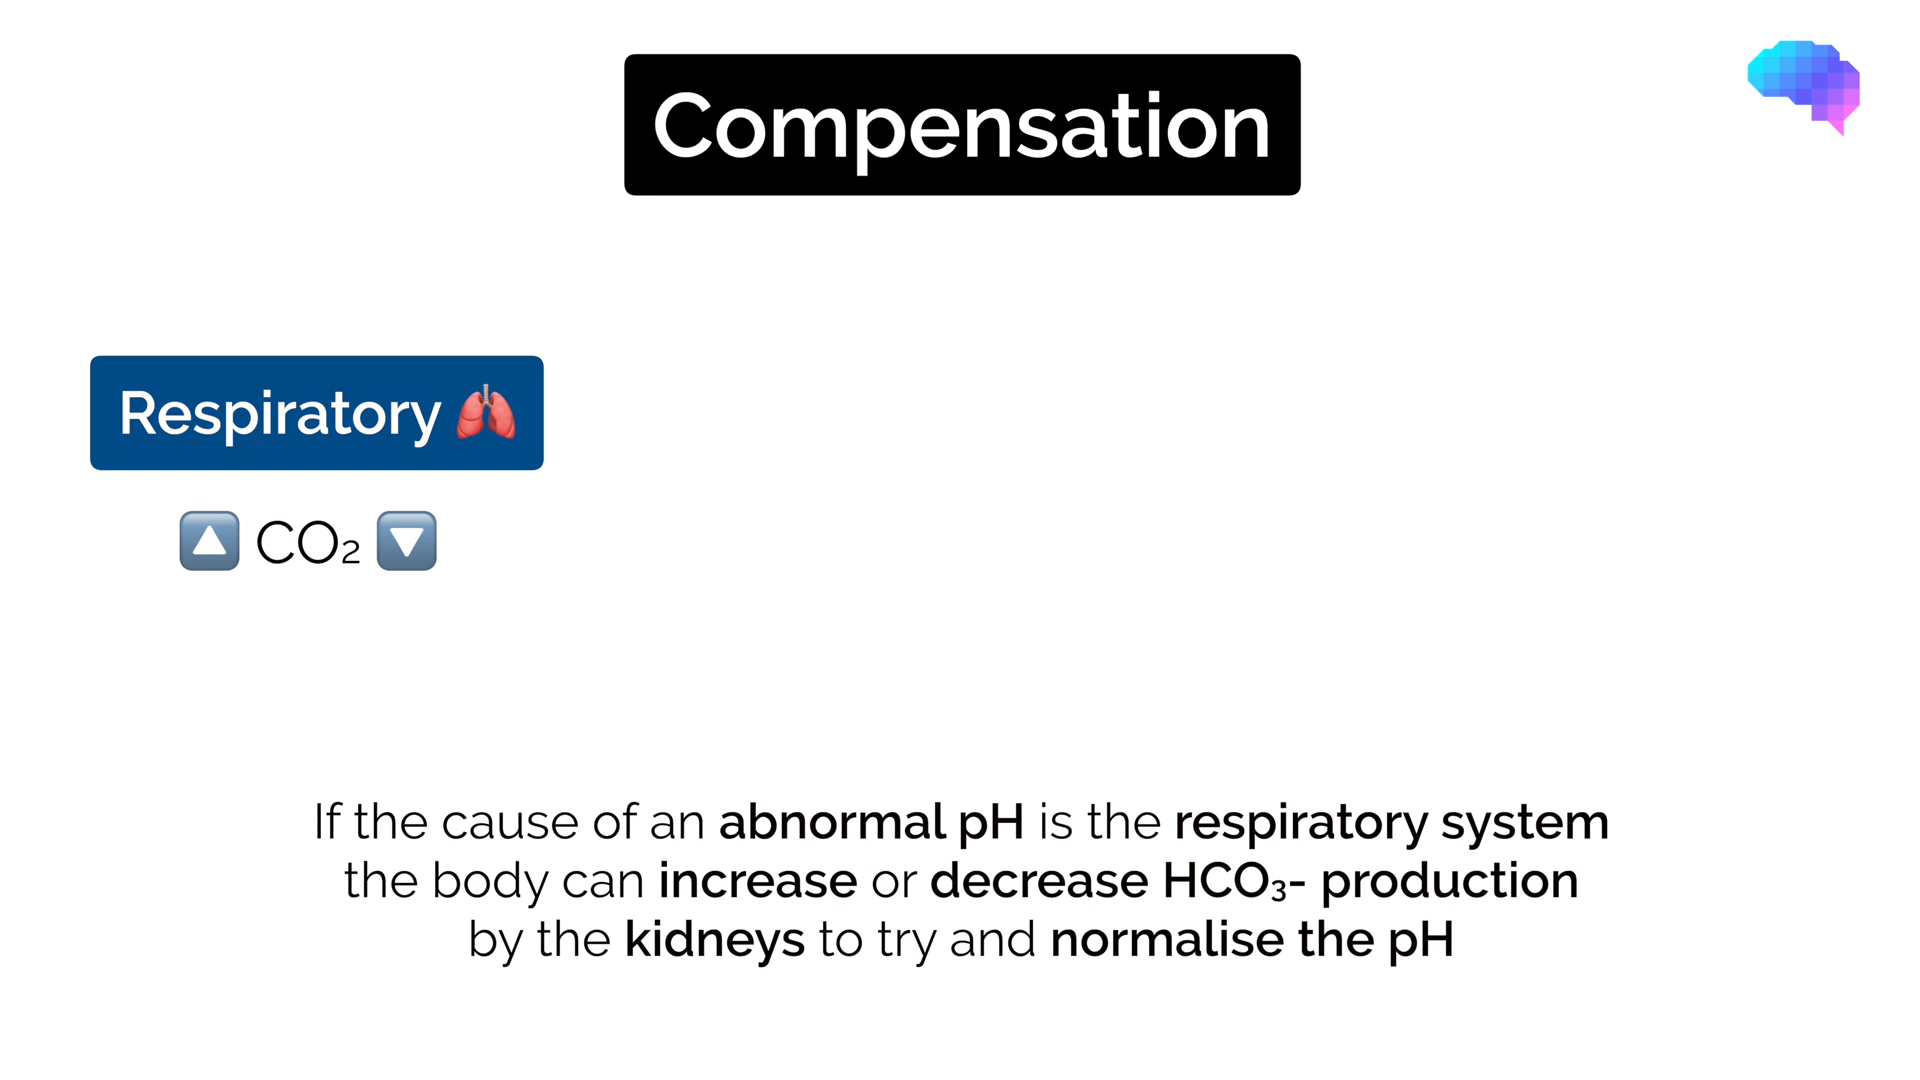 Compensation
Respiratory 🫁
🔼 CO₂ 🔽
If the cause of an abnormal pH is the respiratory system
the body can increase or decrease HCO₃- production
by the kidneys to try and normalise the pH